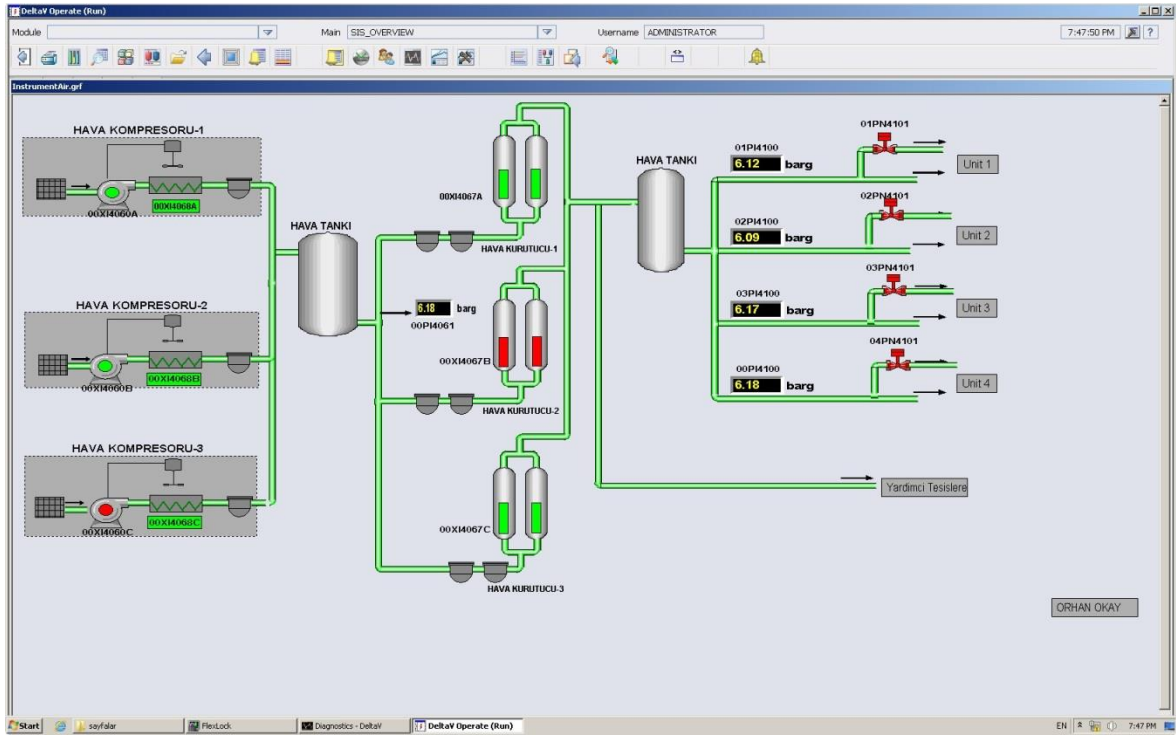 DeltaV Operate (Run)
Module
Main SIS_OVERVIEW
Username ADMINISTRATOR
7:47:50 PM
?
InstrumentAir.grf
HAVA KOMPRESORU-1
00XI4060A
00XI4068A
HAVA KOMPRESORU-2
00XI4060B
00XI4068B
HAVA KOMPRESORU-3
00XI4060C
00XI4068C
HAVA TANKI
6.18 barg
00PI4061
00XI4067A
HAVA KURUTUCU-1
00XI4067B
HAVA KURUTUCU-2
00XI4067C
HAVA KURUTUCU-3
HAVA TANKI
01PI4100
6.12 barg
01PN4101
Unit 1
02PI4100
6.09 barg
02PN4101
Unit 2
03PI4100
6.17 barg
03PN4101
Unit 3
00PI4100
6.18 barg
04PN4101
Unit 4
Yardimci Tesislere
ORHAN OKAY
Start
sayfalar
FlexLock
Diagnostics - DeltaV
DeltaV Operate (Run)
EN
7:47 PM